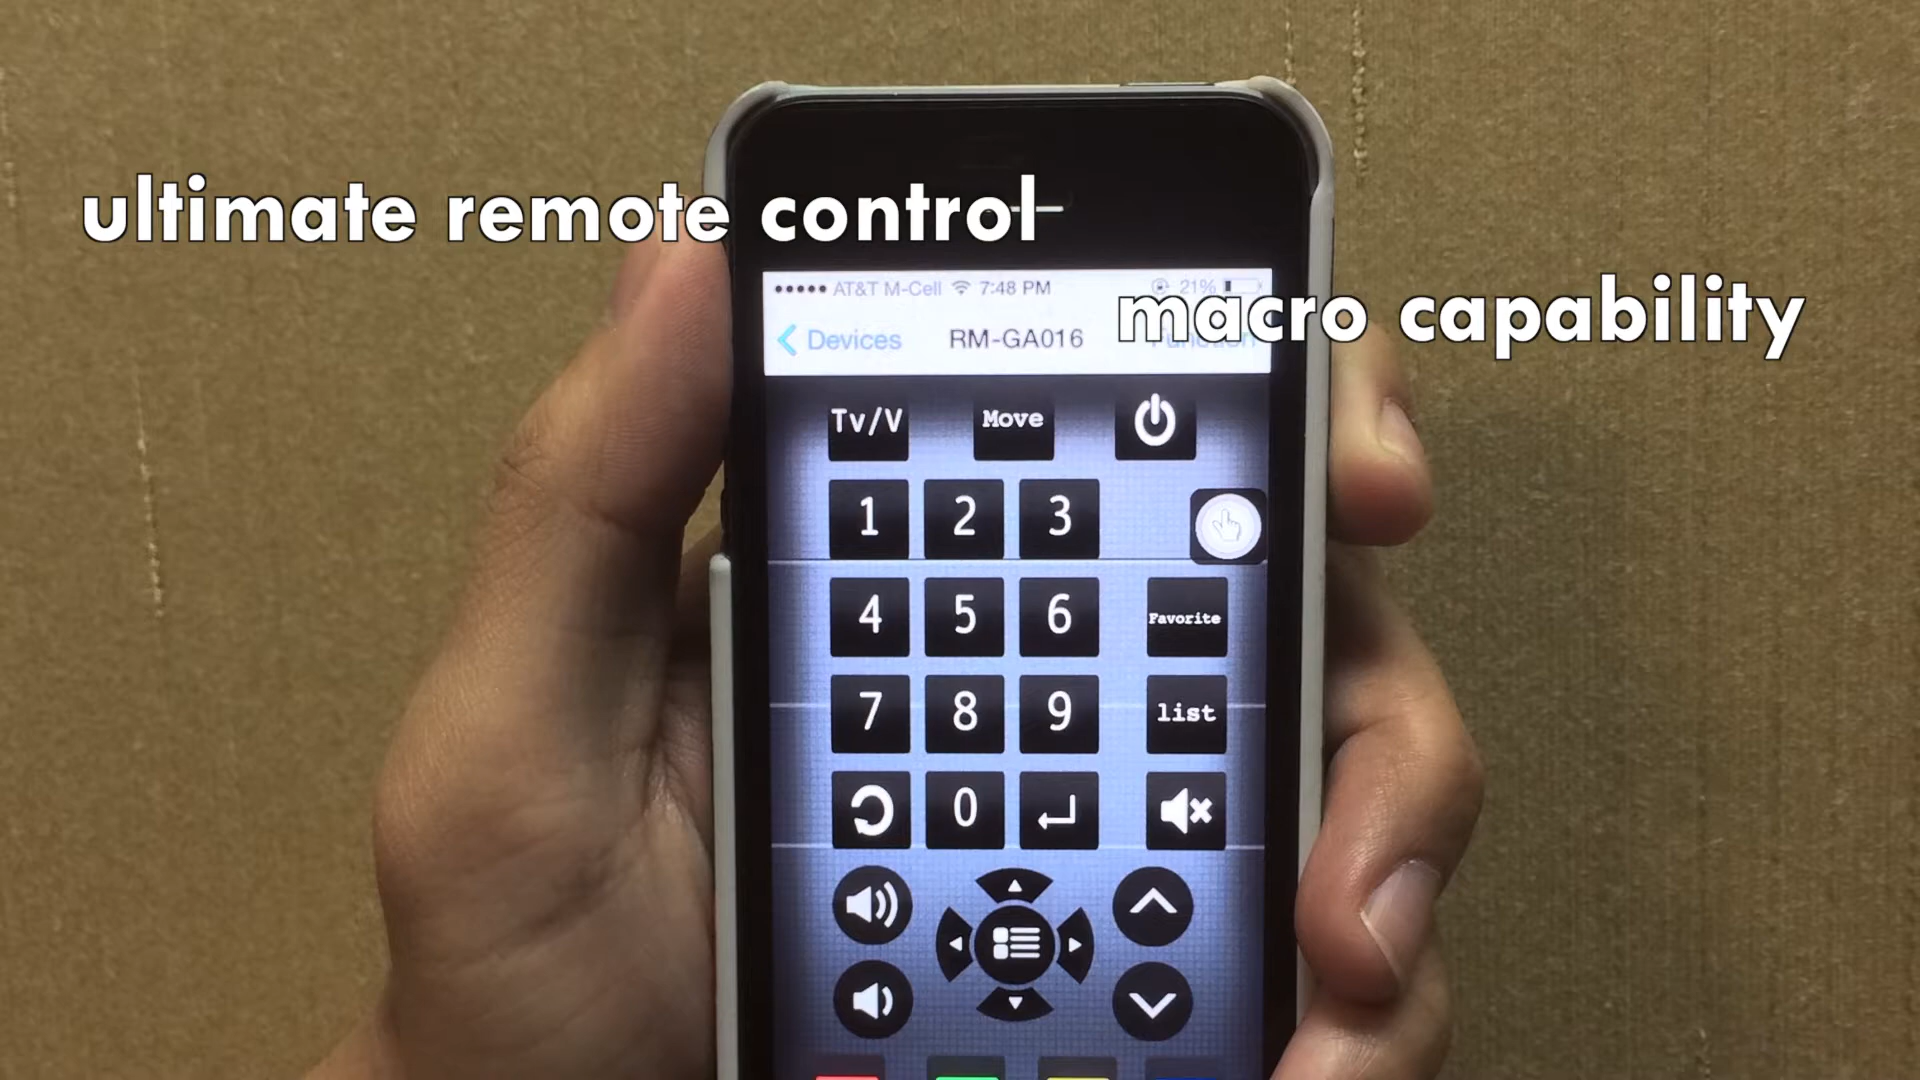 ultimate remote control
AT&T M-Cell 7:48 PM 21%
macro capability
Devices RM-GA016 Function
Tv/V Move
1 2 3
4 5 6 Favorite
7 8 9 list
0